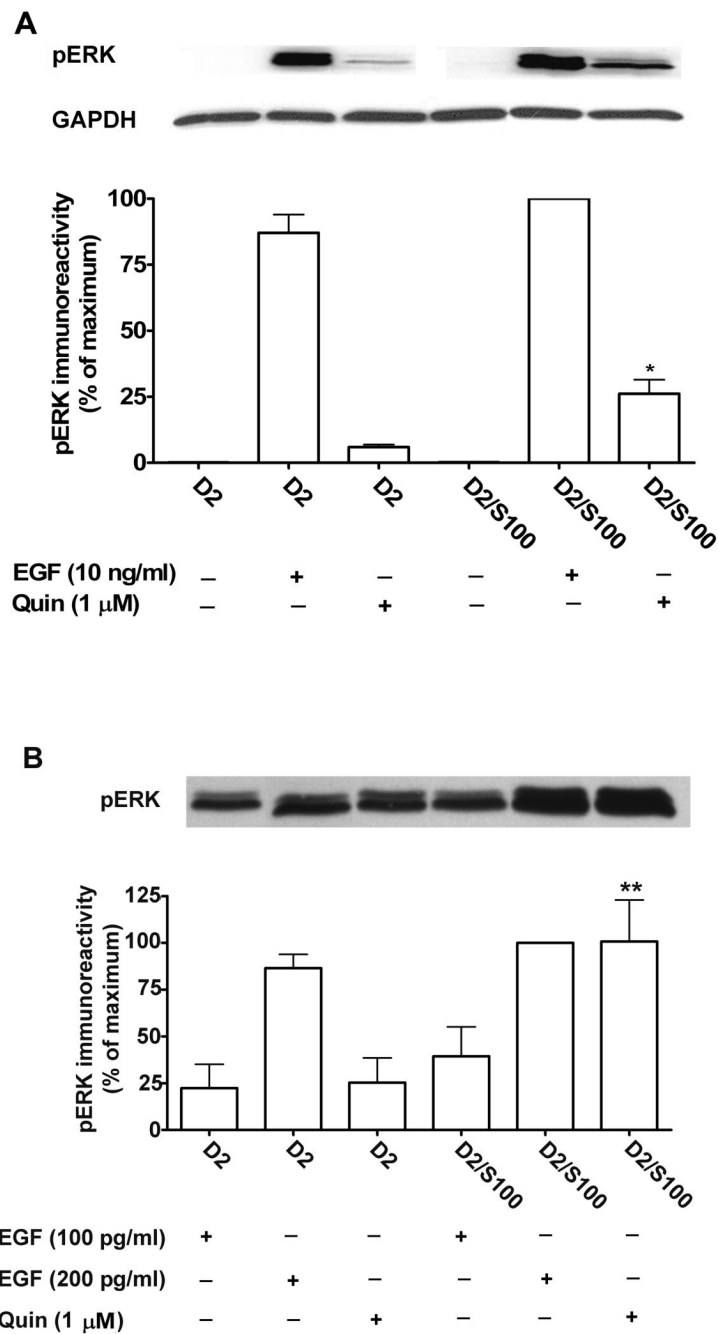 A
pERK
GAPDH
pERK immunoreactivity
(% of maximum)
100
75
50
25
0
*
D2
D2
D2
D2/S100
D2/S100
D2/S100
EGF (10 ng/ml) – + – – + –
Quin (1 μM) – – + – – +
B
pERK
pERK immunoreactivity
(% of maximum)
125
100
75
50
25
0
**
D2
D2
D2
D2/S100
D2/S100
D2/S100
EGF (100 pg/ml) + – – + – –
EGF (200 pg/ml) – + – – + –
Quin (1 μM) – – + – – +